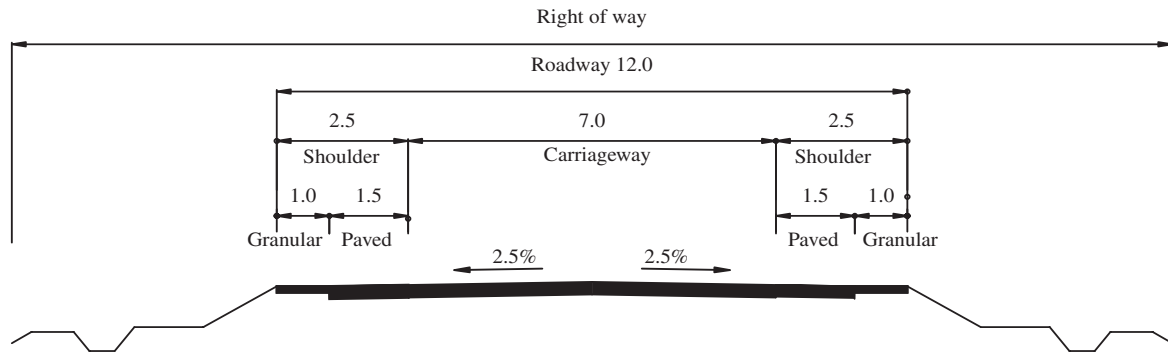 Right of way
Roadway 12.0
2.5 7.0 2.5
Shoulder Carriageway Shoulder
1.0 1.5 1.5 1.0
Granular Paved Paved Granular
2.5% 2.5%